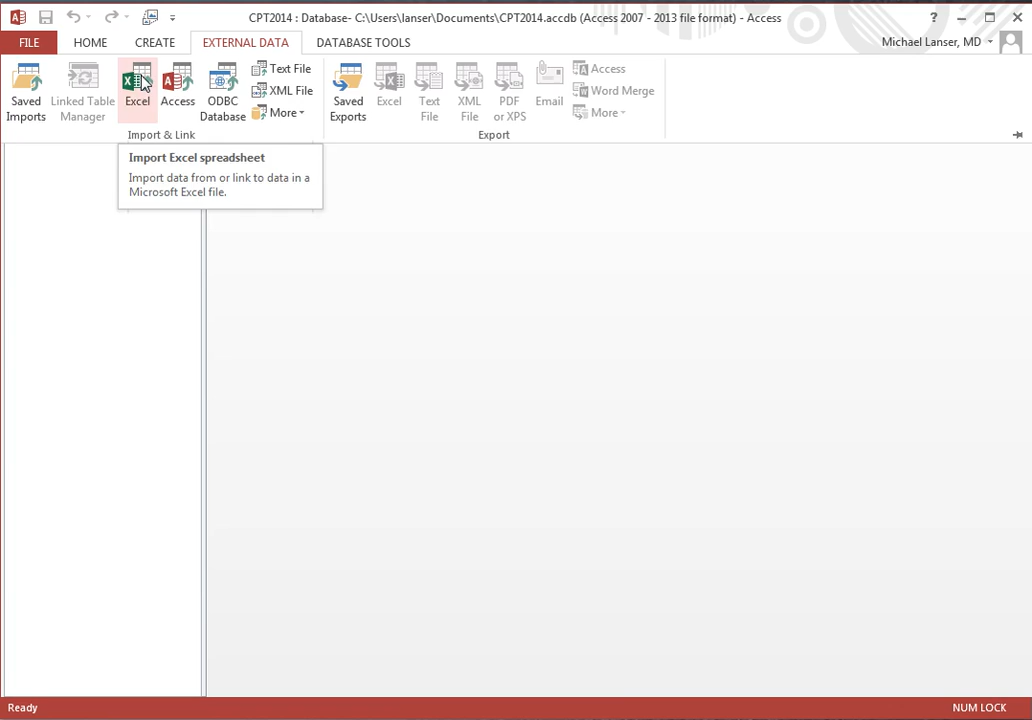 CPT2014 : Database- C:\Users\lanser\Documents\CPT2014.accdb (Access 2007 - 2013 file format) - Access
?
FILE HOME CREATE EXTERNAL DATA DATABASE TOOLS Michael Lanser, MD
Saved Imports
Linked Table Manager
Excel
Access
ODBC Database
Text File
XML File
More
Import & Link
Saved Exports
Excel
Text File
XML File
PDF or XPS
Email
Access
Word Merge
More
Export
Import Excel spreadsheet
Import data from or link to data in a
Microsoft Excel file.
Ready NUM LOCK